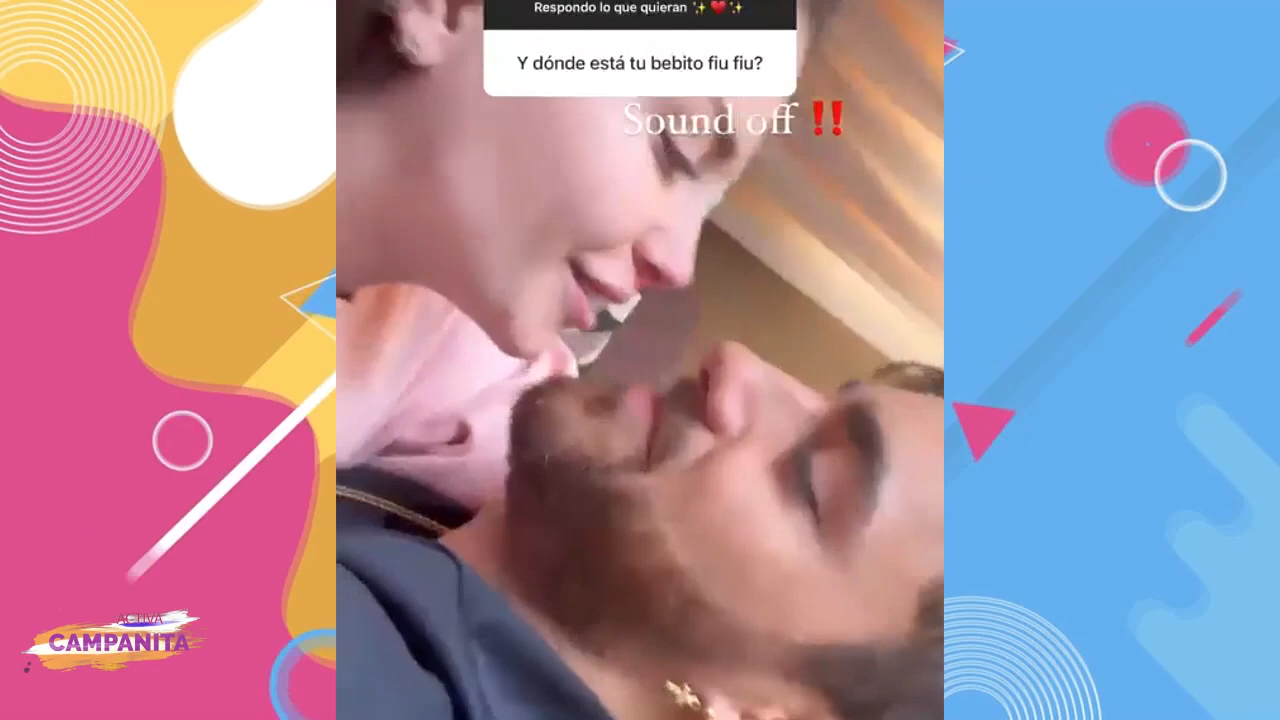 Respondo lo que quieran ✨❤️✨
Y dónde está tu bebito fiu fiu?
Sound off ‼️
ACTIVA
CAMPANITA